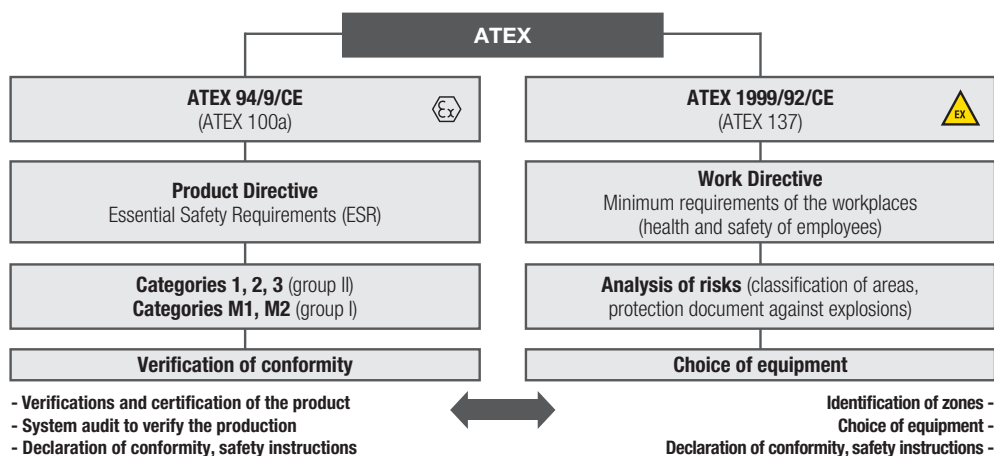 ATEX
ATEX 94/9/CE
(ATEX 100a)
Ex
Product Directive
Essential Safety Requirements (ESR)
Categories 1, 2, 3 (group II)
Categories M1, M2 (group I)
Verification of conformity
- Verifications and certification of the product
- System audit to verify the production
- Declaration of conformity, safety instructions
ATEX 1999/92/CE
(ATEX 137)
EX
Work Directive
Minimum requirements of the workplaces
(health and safety of employees)
Analysis of risks (classification of areas,
protection document against explosions)
Choice of equipment
Identification of zones -
Choice of equipment -
Declaration of conformity, safety instructions -